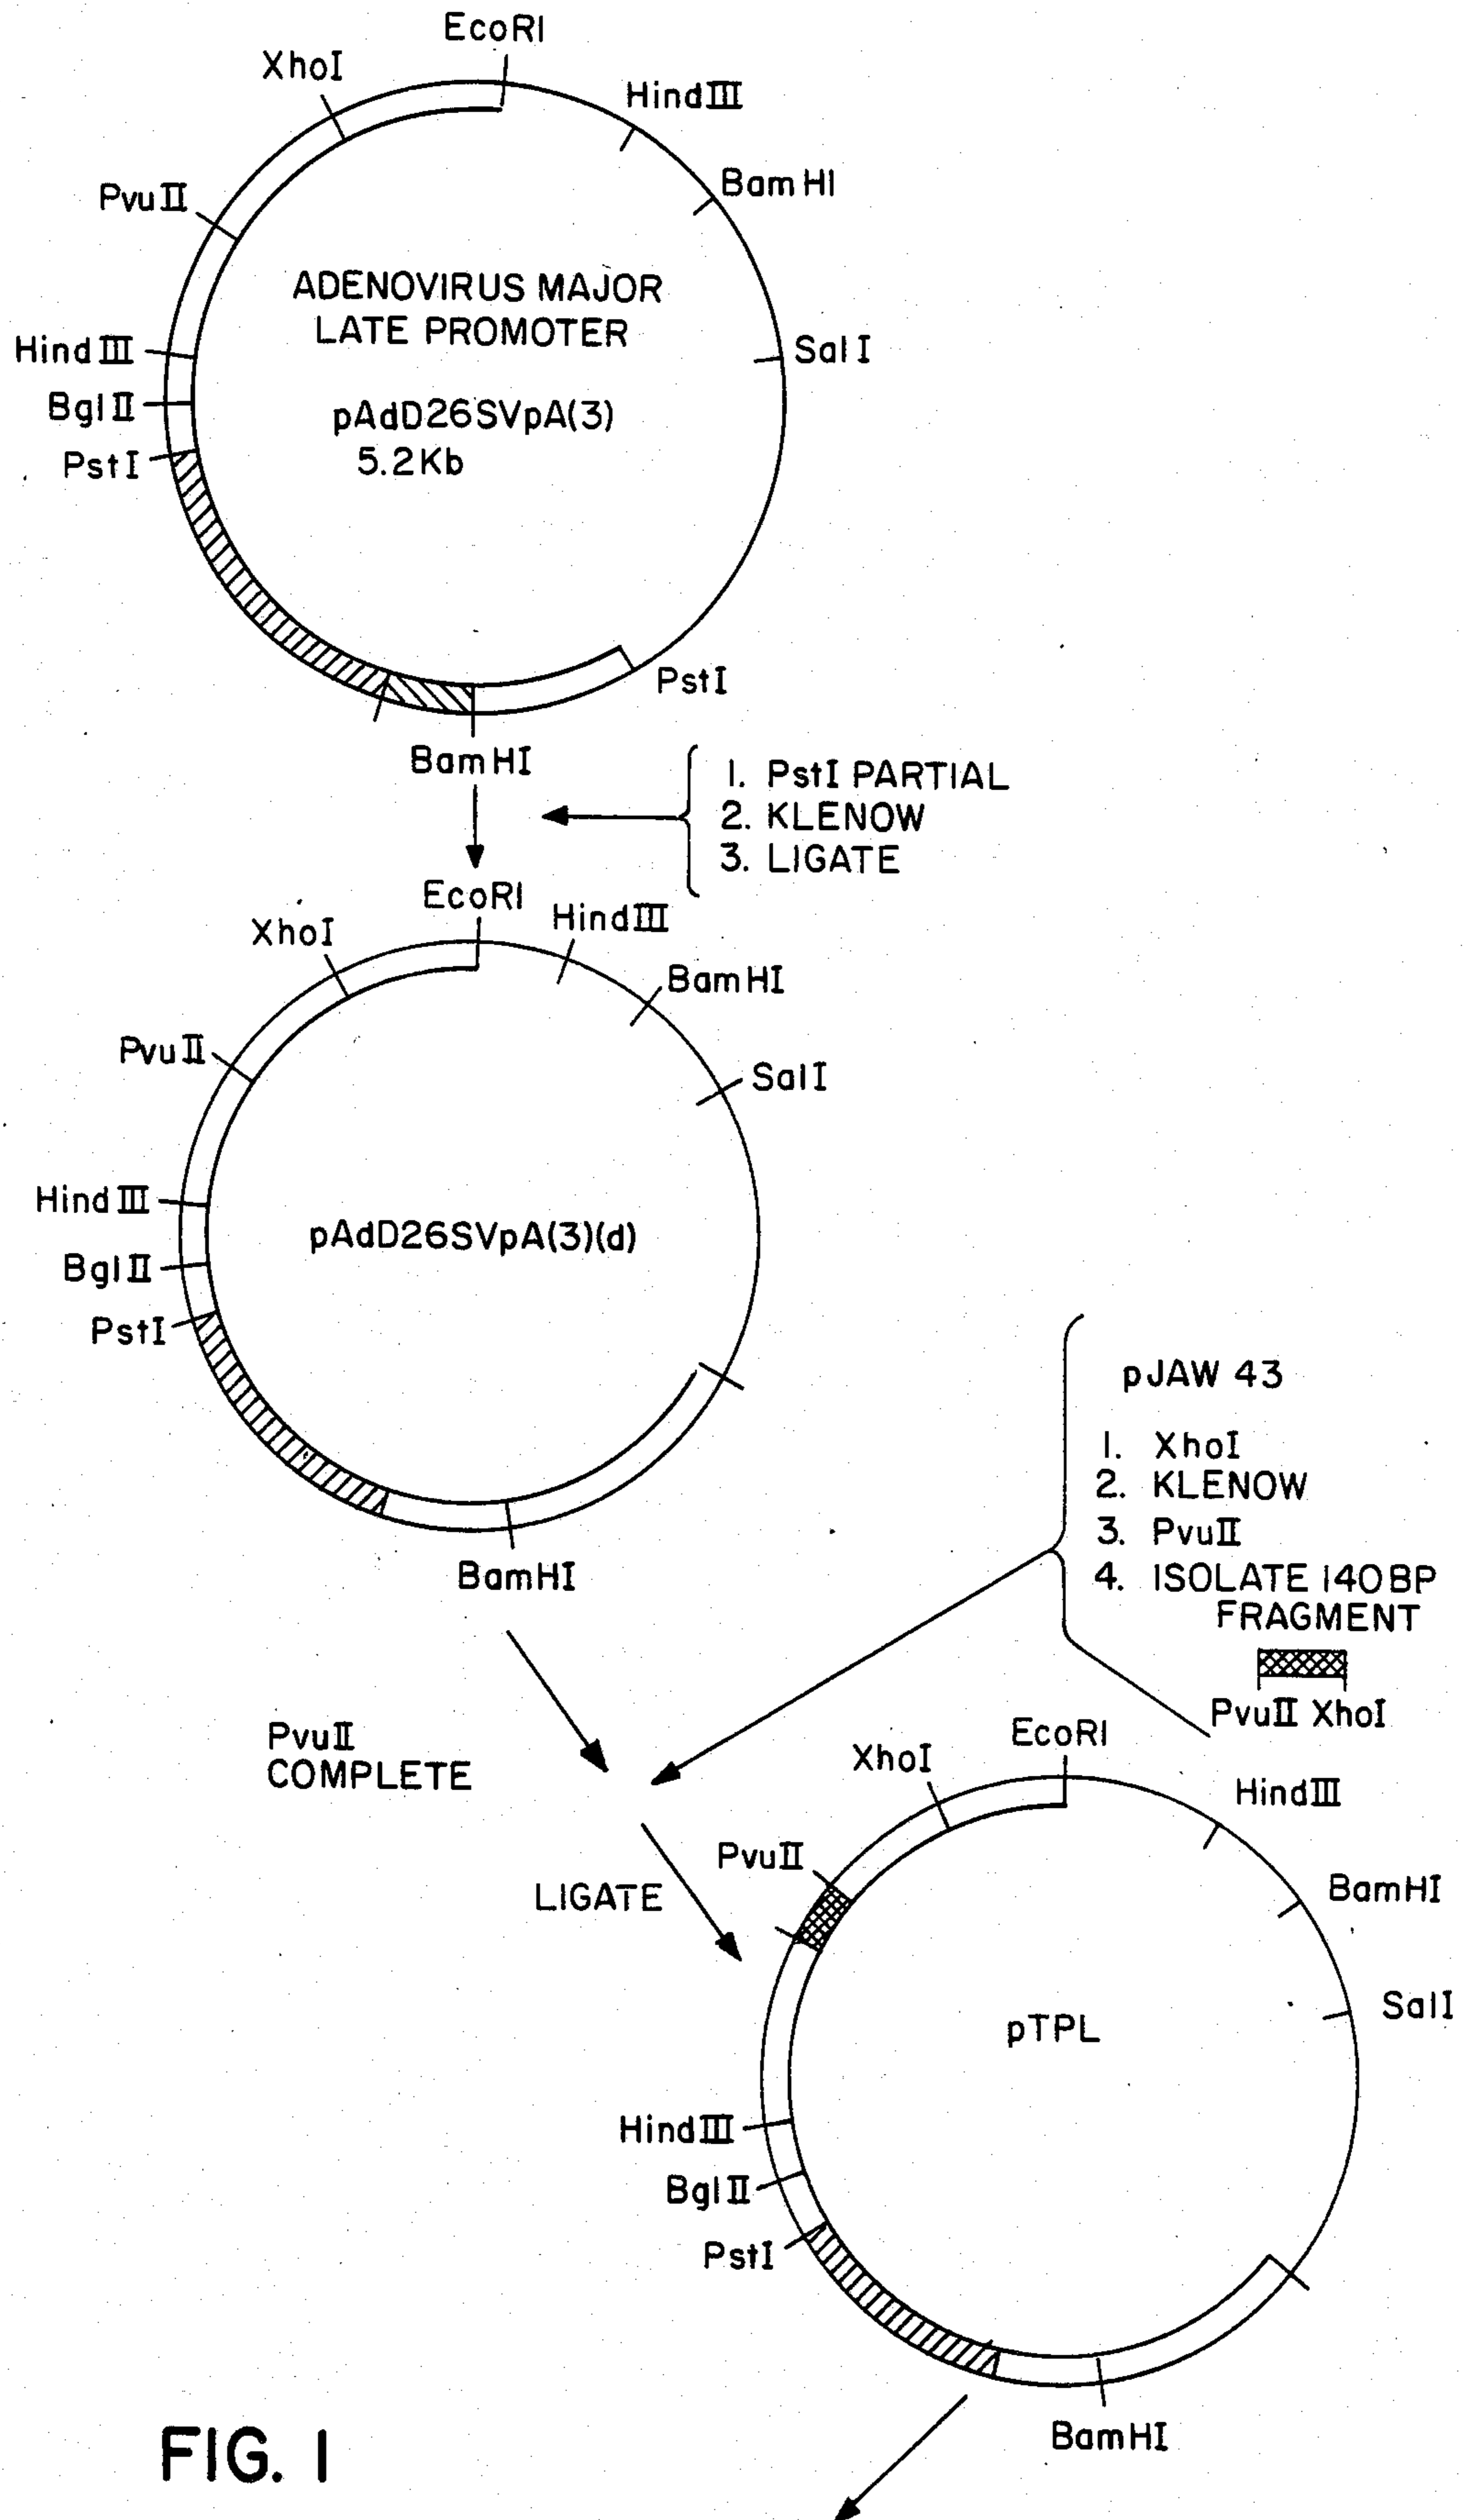 EcoRI
XhoI
HindIII
BamHI
PvuII
ADENOVIRUS MAJOR
LATE PROMOTER
HindIII
SalI
BglII
pAdD26SVpA(3)
PstI
5.2Kb
PstI
BamHI
1. PstI PARTIAL
2. KLENOW
3. LIGATE
EcoRI
HindIII
XhoI
BamHI
PvuII
SalI
HindIII
pAdD26SVpA(3)(d)
BglII
PstI
BamHI
pJAW 43
1. XhoI
2. KLENOW
3. PvuII
4. ISOLATE 140BP
FRAGMENT
PvuII XhoI
PvuII
COMPLETE
EcoRI
XhoI
HindIII
PvuII
LIGATE
BamHI
SalI
pTPL
HindIII
BglII
PstI
BamHI
FIG. 1